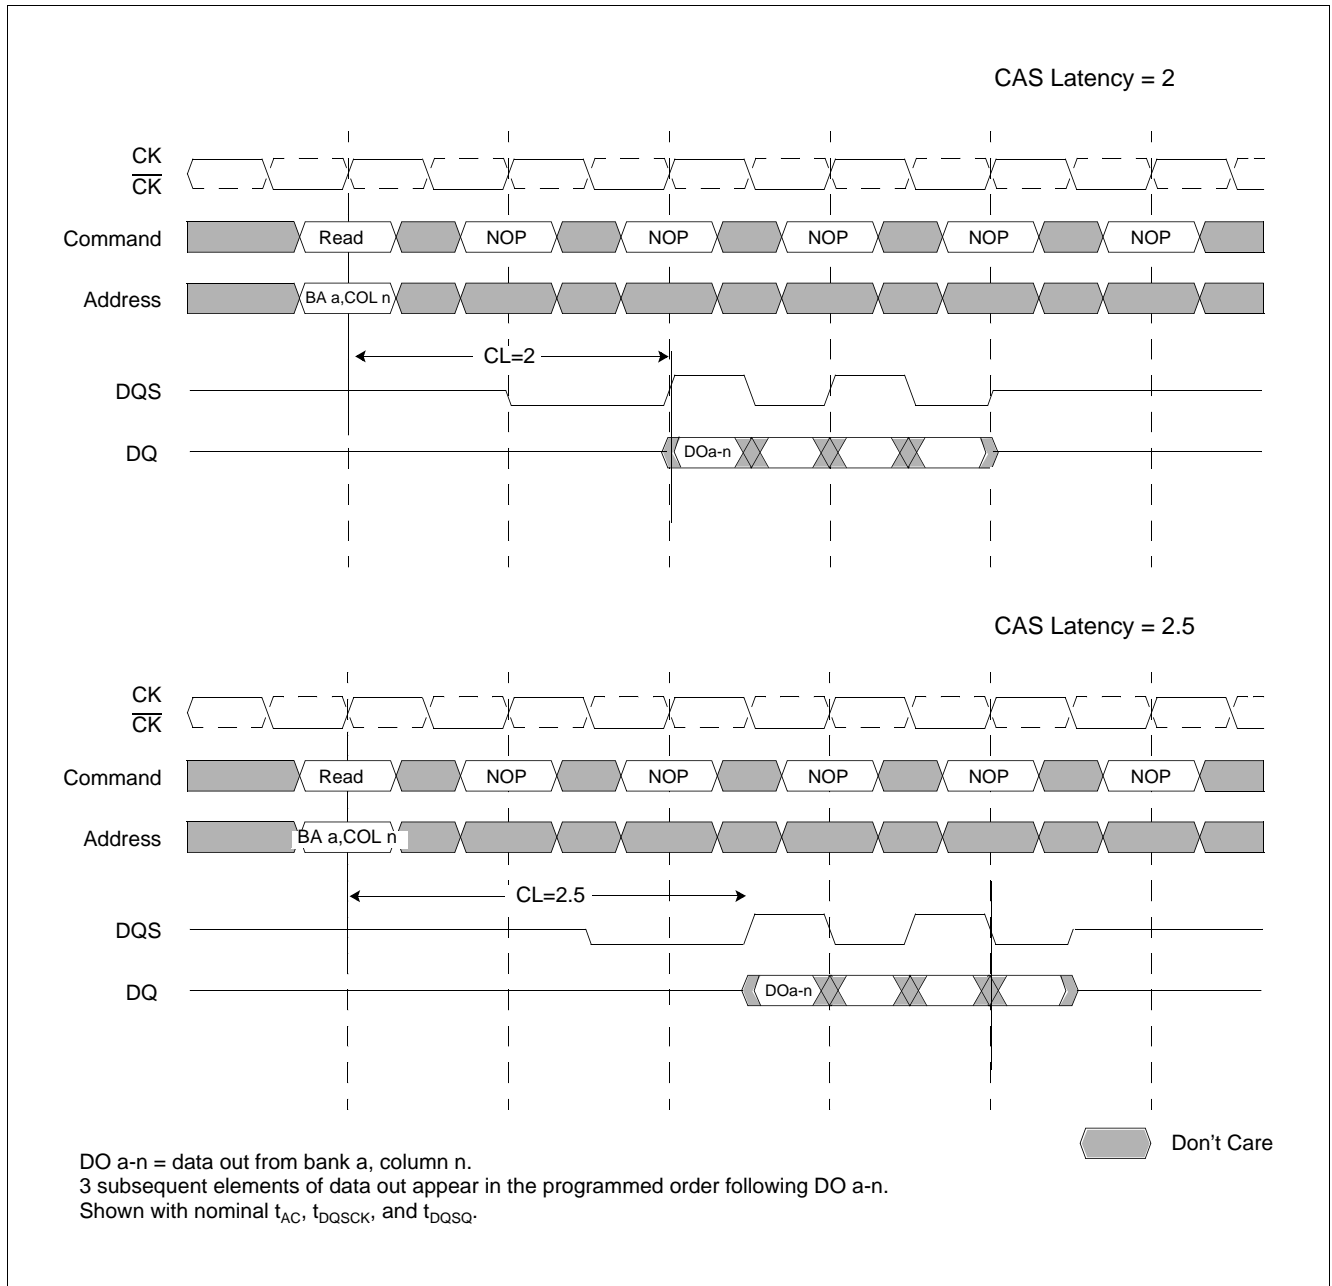 CAS Latency = 2
CK
CK
Command Read NOP NOP NOP NOP NOP
Address BA a,COL n
CL=2
DQS
DQ DOa-n
CAS Latency = 2.5
CK
CK
Command Read NOP NOP NOP NOP NOP
Address BA a,COL n
CL=2.5
DQS
DQ DOa-n
Don't Care
DO a-n = data out from bank a, column n.
3 subsequent elements of data out appear in the programmed order following DO a-n.
Shown with nominal tAC, tDQSCK, and tDQSQ.